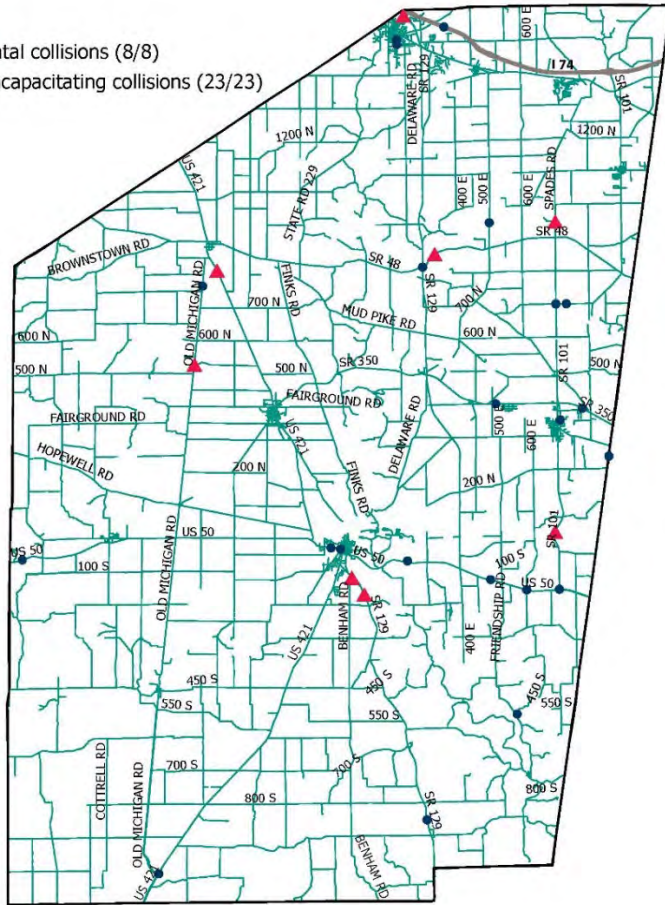 tal collisions (8/8)
capacitating collisions (23/23)
600 E
I 74
SR 101
DELAWARE RD
SR 129
1200 N
1200 N
US 421
STATE RD 229
400 E
500 E
600 E
SPADES RD
BROWNSTOWN RD
SR 48
SR 48
OLD MICHIGAN RD
FINKS RD
SR 129
700 N
700 N
MUD PIKE RD
600 N
600 N
600 N
500 N
500 N
SR 350
SR 101
500 N
FAIRGROUND RD
FAIRGROUND RD
US 421
DELAWARE RD
500 E
600 E
SR 350
HOPEWELL RD
200 N
FINKS RD
200 N
US 50
US 50
US 50
SR 101
100 S
100 S
US 50
OLD MICHIGAN RD
BENHAM RD
SR 129
400 E
FRIENDSHIP RD
US 421
450 S
450 S
450 S
550 S
550 S
550 S
COTTRELL RD
700 S
700 S
800 S
800 S
OLD MICHIGAN RD
SR 129
BENHAM RD
US 42